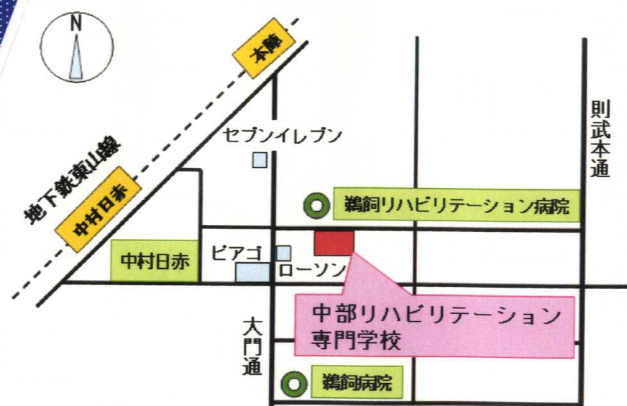 N
本陣
則武本通
セブンイレブン
地下鉄東山線
中村日赤
鵜飼リハビリテーション病院
中村日赤
ピアゴ
ローソン
中部リハビリテーション
専門学校
大門通
鵜飼病院